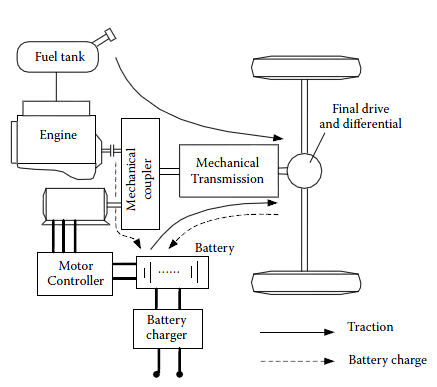 Fuel tank
Engine
Final drive
and differential
Mechanical
coupler
Mechanical
Transmission
Battery
Motor
Controller
Battery
charger
Traction
Battery charge